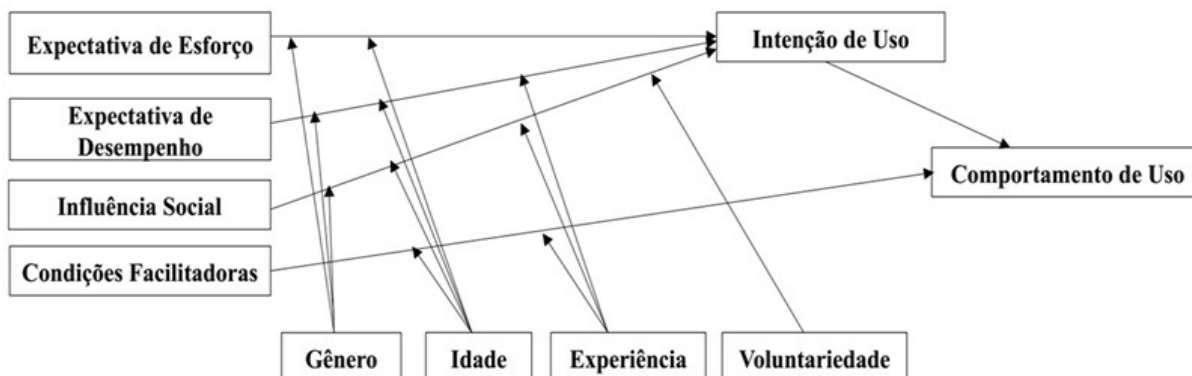 Expectativa de Esforço
Intenção de Uso
Expectativa de
Desempenho
Comportamento de Uso
Influência Social
Condições Facilitadoras
Gênero
Idade
Experiência
Voluntariedade